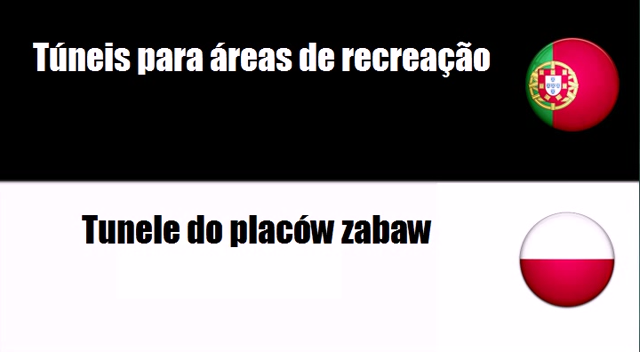 Túneis para áreas de recreação
Tunele do placów zabaw